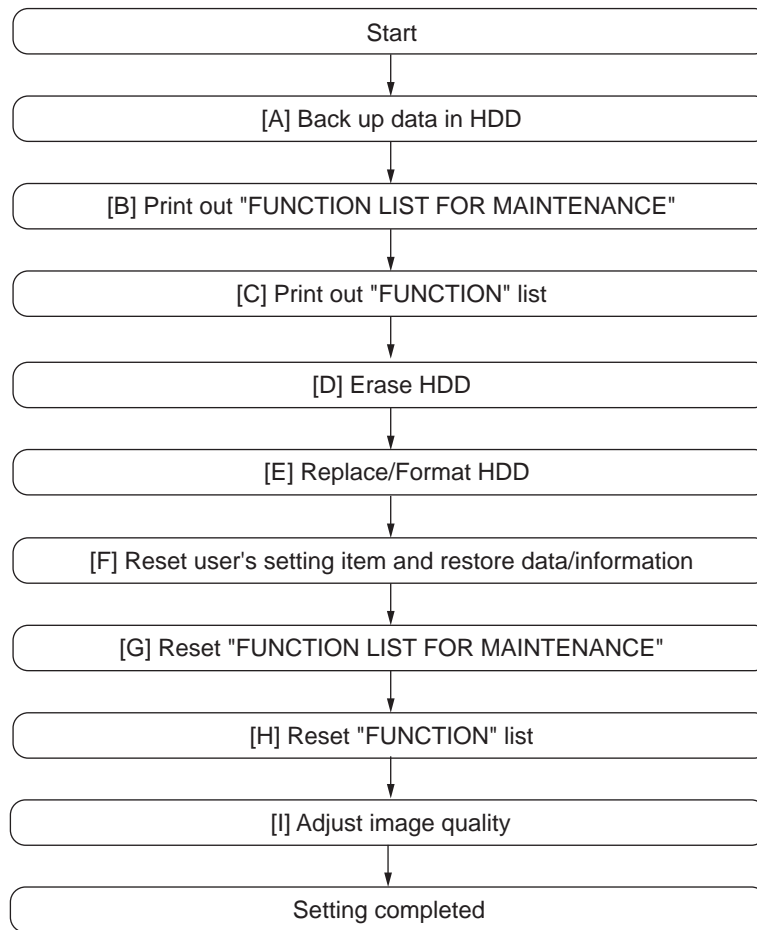 Start
[A] Back up data in HDD
[B] Print out "FUNCTION LIST FOR MAINTENANCE"
[C] Print out "FUNCTION" list
[D] Erase HDD
[E] Replace/Format HDD
[F] Reset user's setting item and restore data/information
[G] Reset "FUNCTION LIST FOR MAINTENANCE"
[H] Reset "FUNCTION" list
[I] Adjust image quality
Setting completed